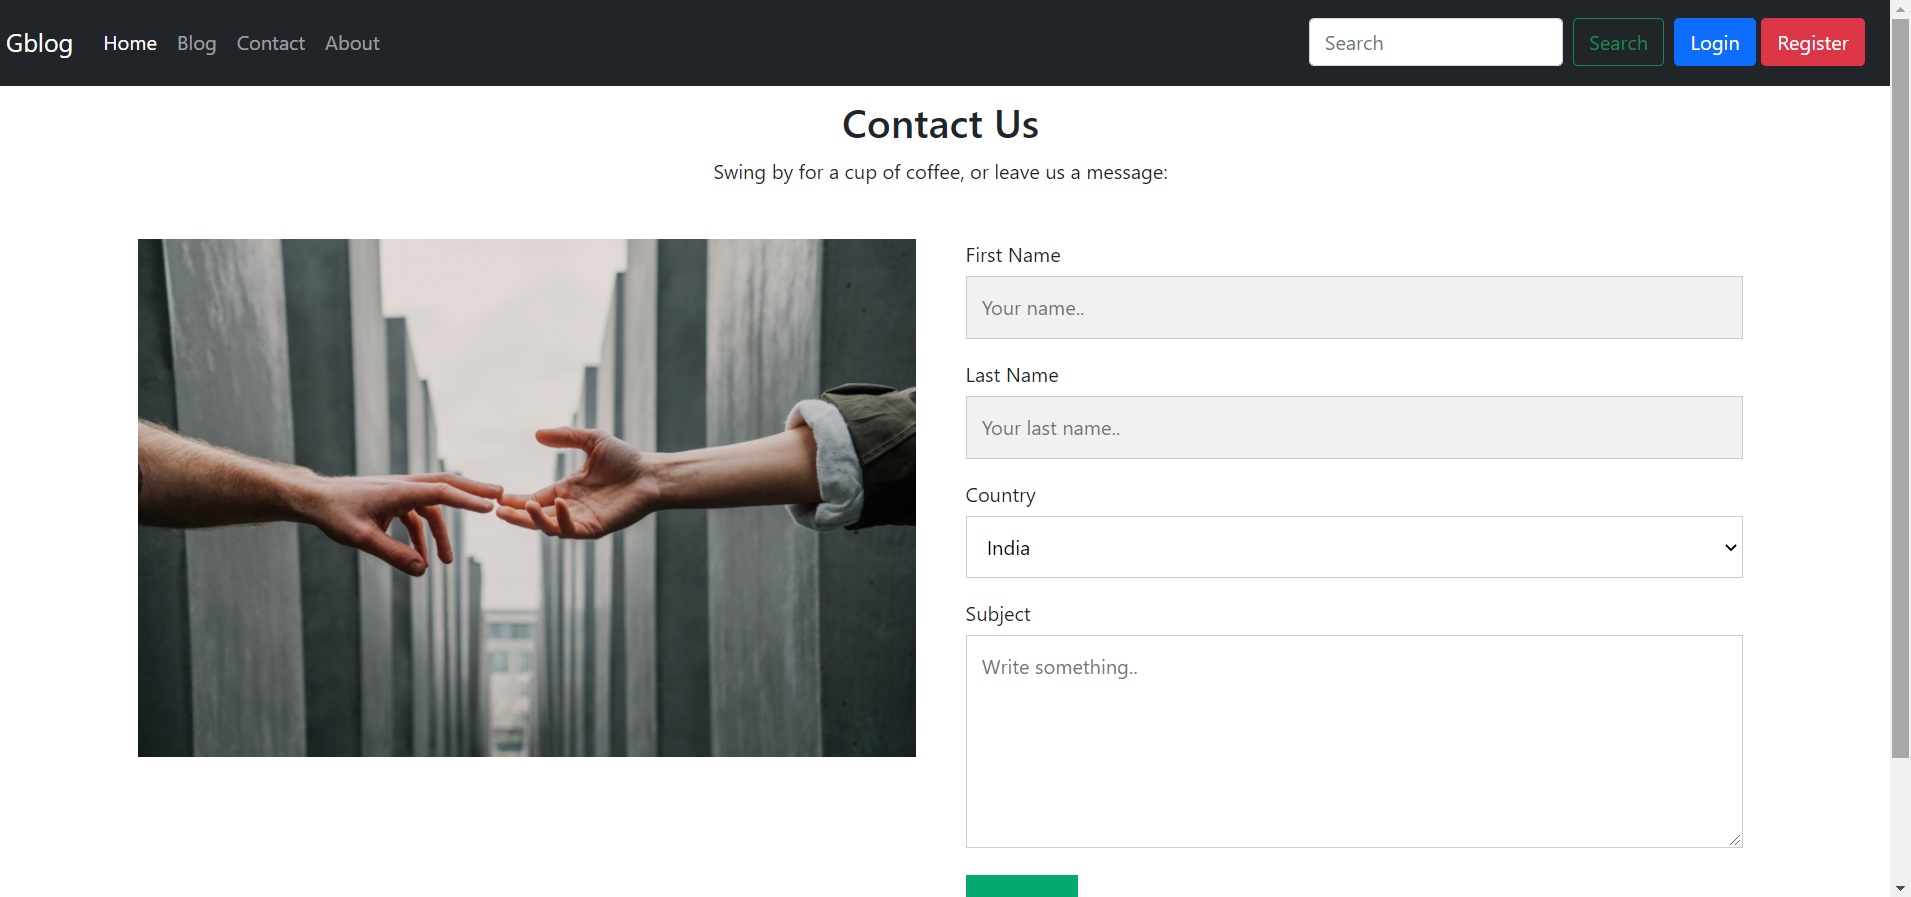 Gblog Home Blog Contact About Search Search Login Register
Contact Us
Swing by for a cup of coffee, or leave us a message:
First Name
Your name..
Last Name
Your last name..
Country
India
Subject
Write something..